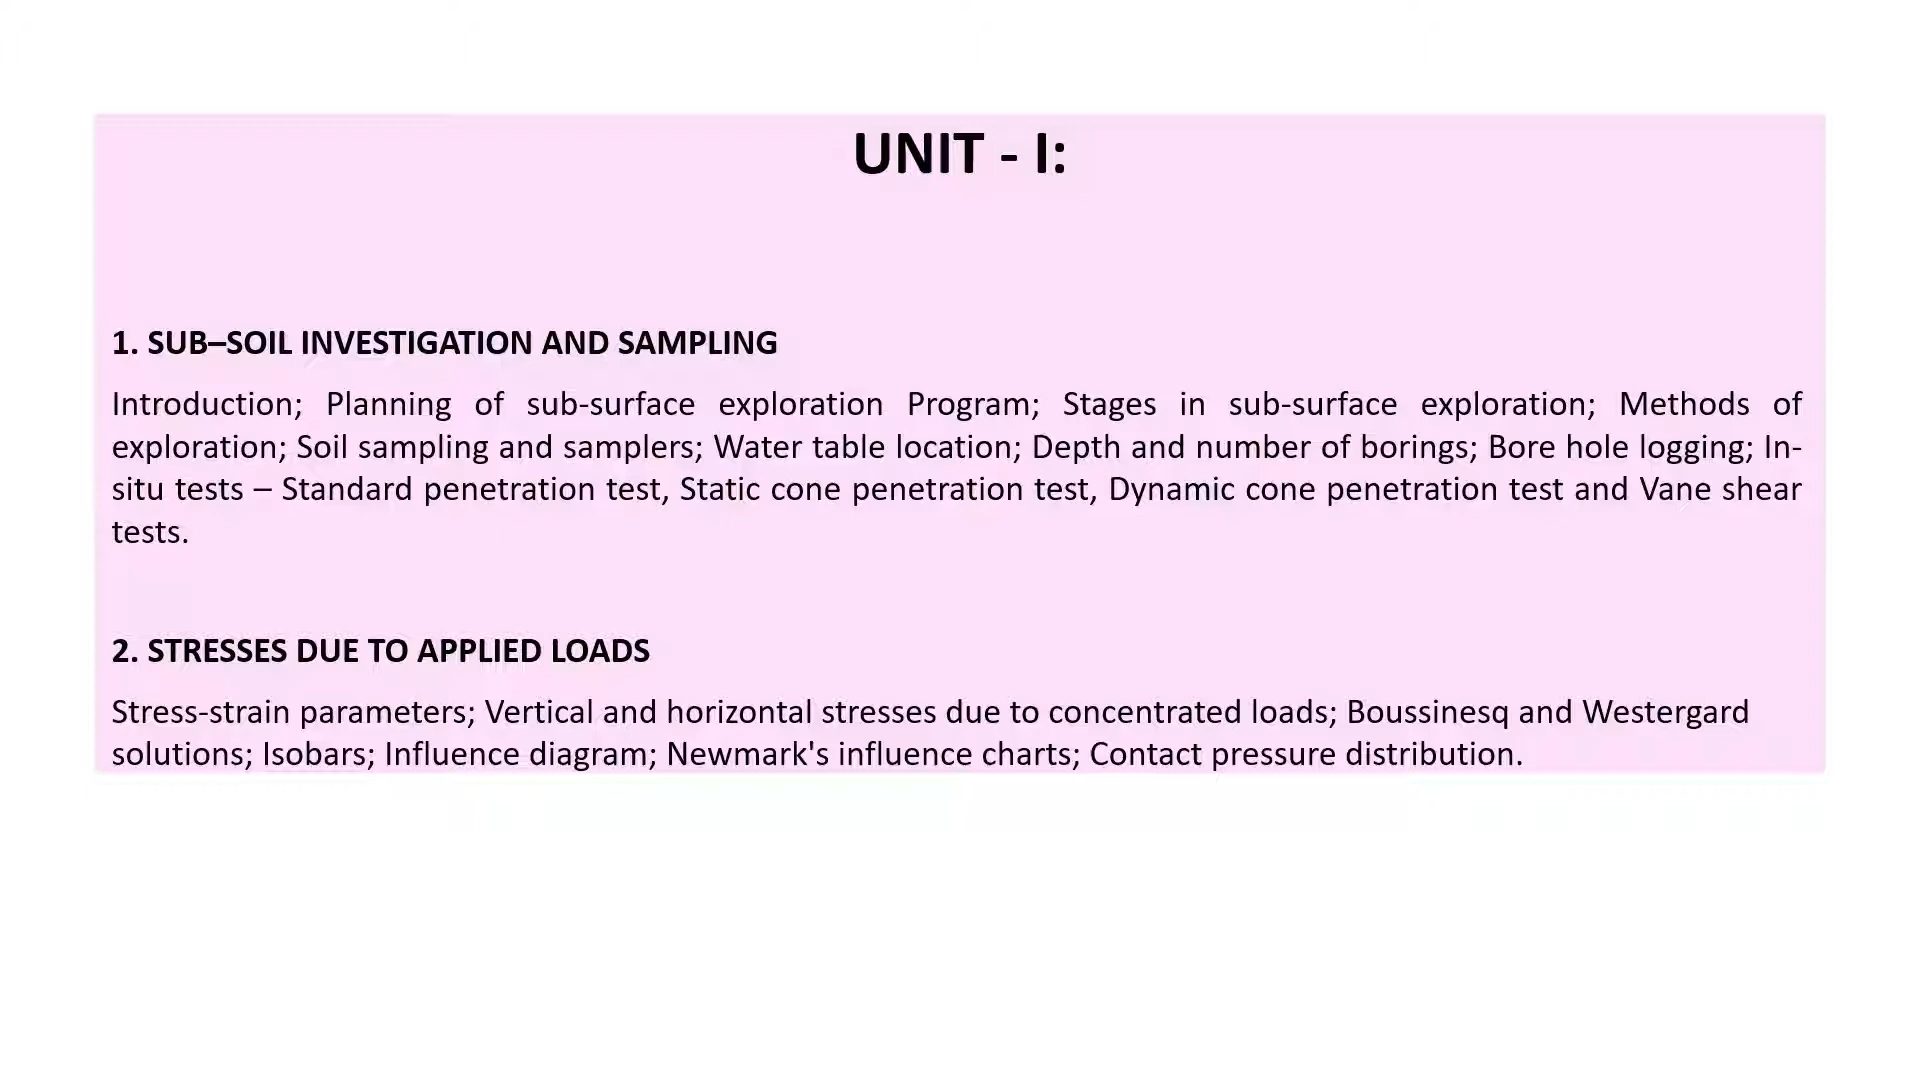 UNIT - I:
1. SUB–SOIL INVESTIGATION AND SAMPLING
Introduction; Planning of sub-surface exploration Program; Stages in sub-surface exploration; Methods of
exploration; Soil sampling and samplers; Water table location; Depth and number of borings; Bore hole logging; In-
situ tests – Standard penetration test, Static cone penetration test, Dynamic cone penetration test and Vane shear
tests.
2. STRESSES DUE TO APPLIED LOADS
Stress-strain parameters; Vertical and horizontal stresses due to concentrated loads; Boussinesq and Westergard
solutions; Isobars; Influence diagram; Newmark's influence charts; Contact pressure distribution.